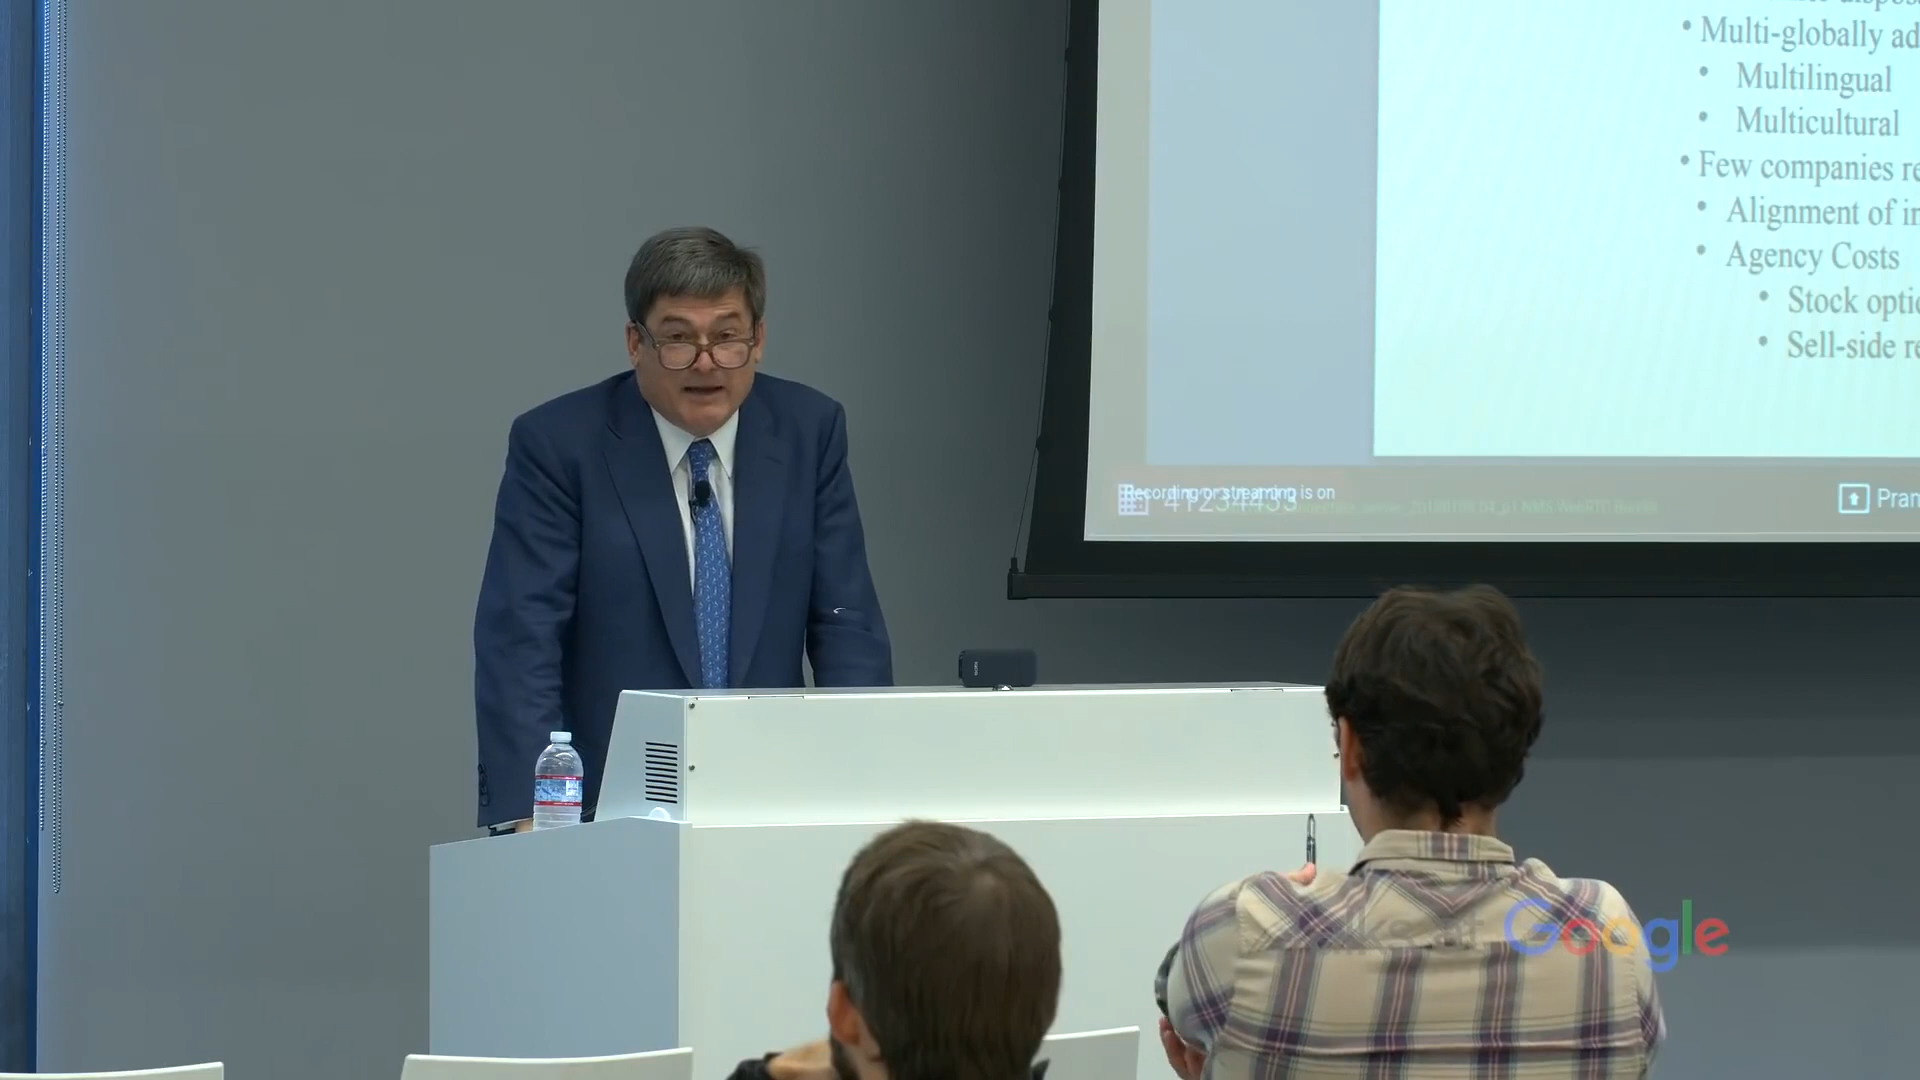 • Multi-globally ad
• Multilingual
• Multicultural
• Few companies re
• Alignment of in
• Agency Costs
• Stock optio
• Sell-side re
Recording or streaming is on
Pran
Google